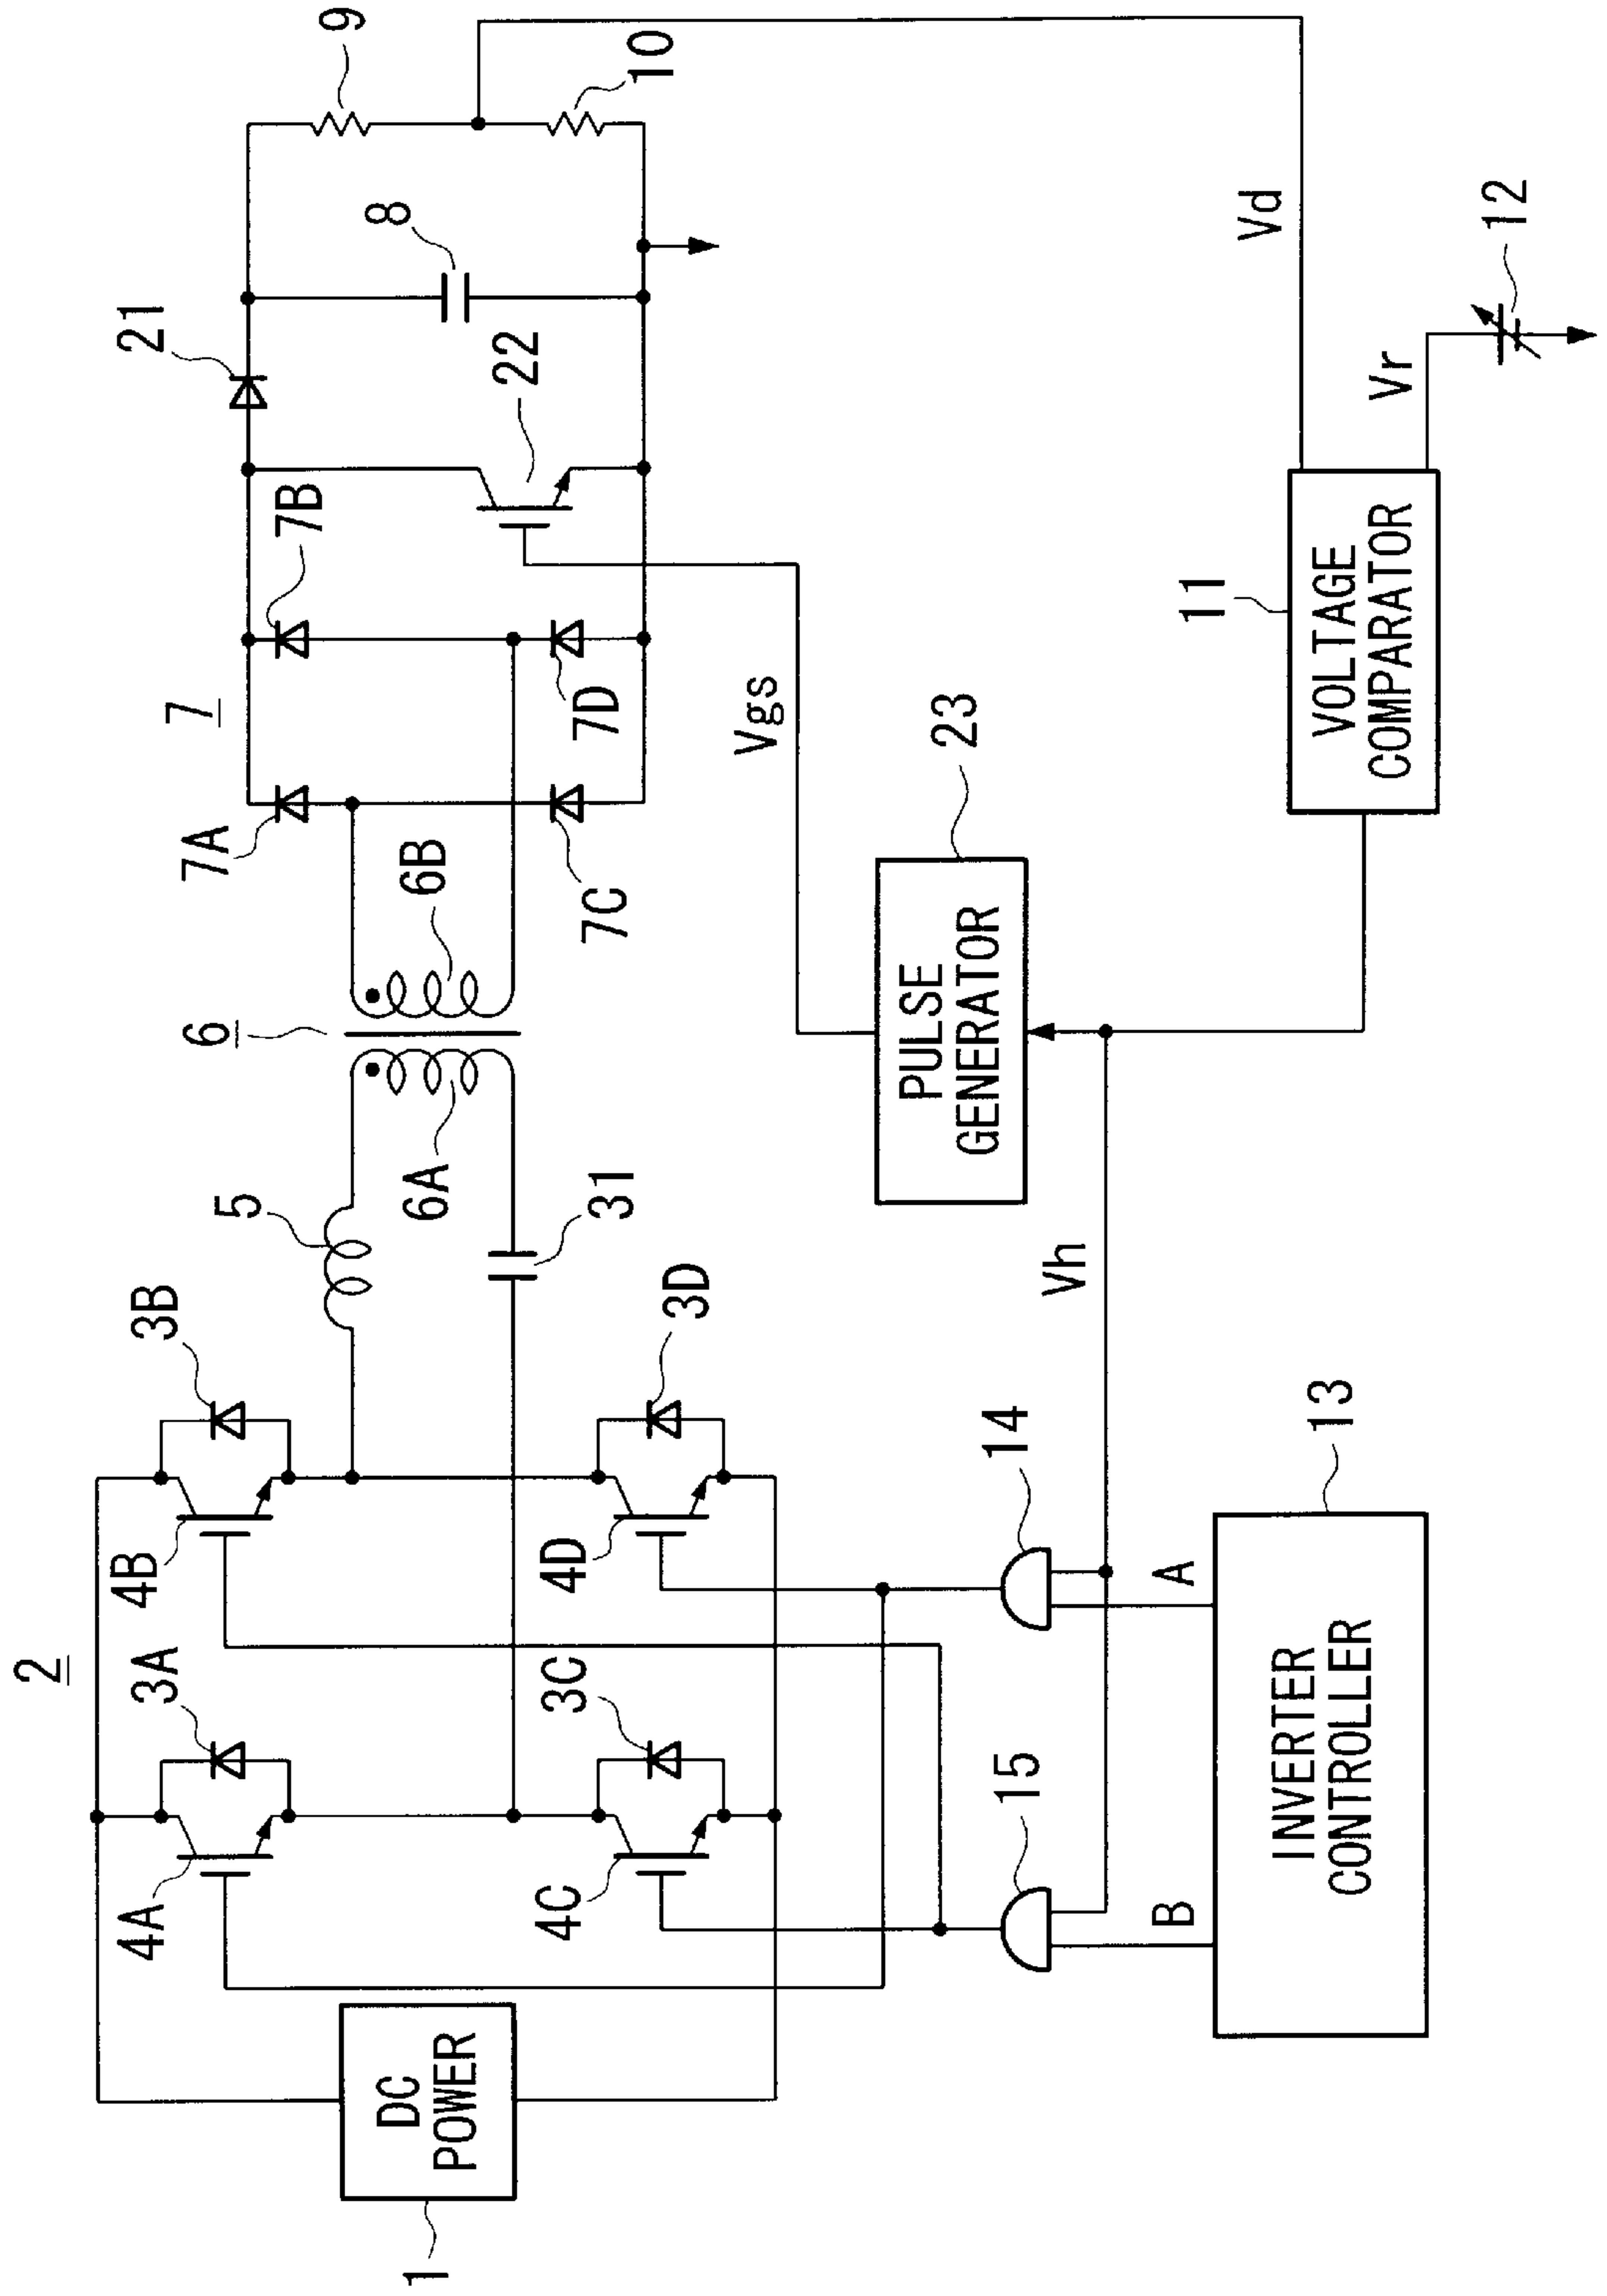 2
3A
3B
4A
4B
4C
3C
4D
3D
5
6
6A
6B
31
7
7A
7B
7C
7D
21
22
8
9
10
1
DC
POWER
Vgs
PULSE
GENERATOR
23
Vh
15
14
B
A
INVERTER
CONTROLLER
13
11
VOLTAGE
COMPARATOR
Vd
Vr
12